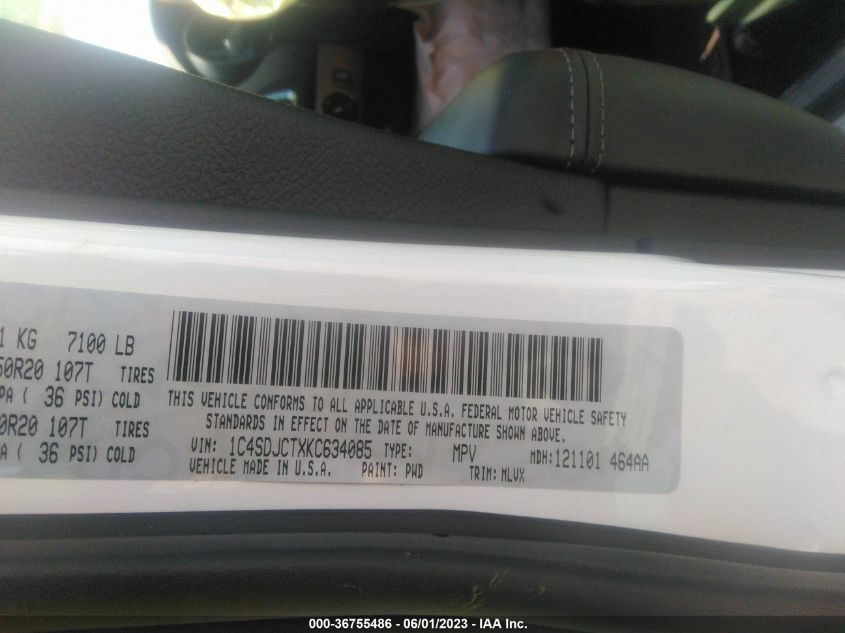 1 KG 7100 LB
50R20 107T TIRES
PA ( 36 PSI) COLD
0R20 107T TIRES
A ( 36 PSI) COLD
THIS VEHICLE CONFORMS TO ALL APPLICABLE U.S.A. FEDERAL MOTOR VEHICLE SAFETY
STANDARDS IN EFFECT ON THE DATE OF MANUFACTURE SHOWN ABOVE.
VIN: 1C4SDJCTXKC634085 TYPE: MPV MDH:121101 464AA
VEHICLE MADE IN U.S.A. PAINT: PWD TRIM: MLVX
000-36755486 - 06/01/2023 - IAA Inc.